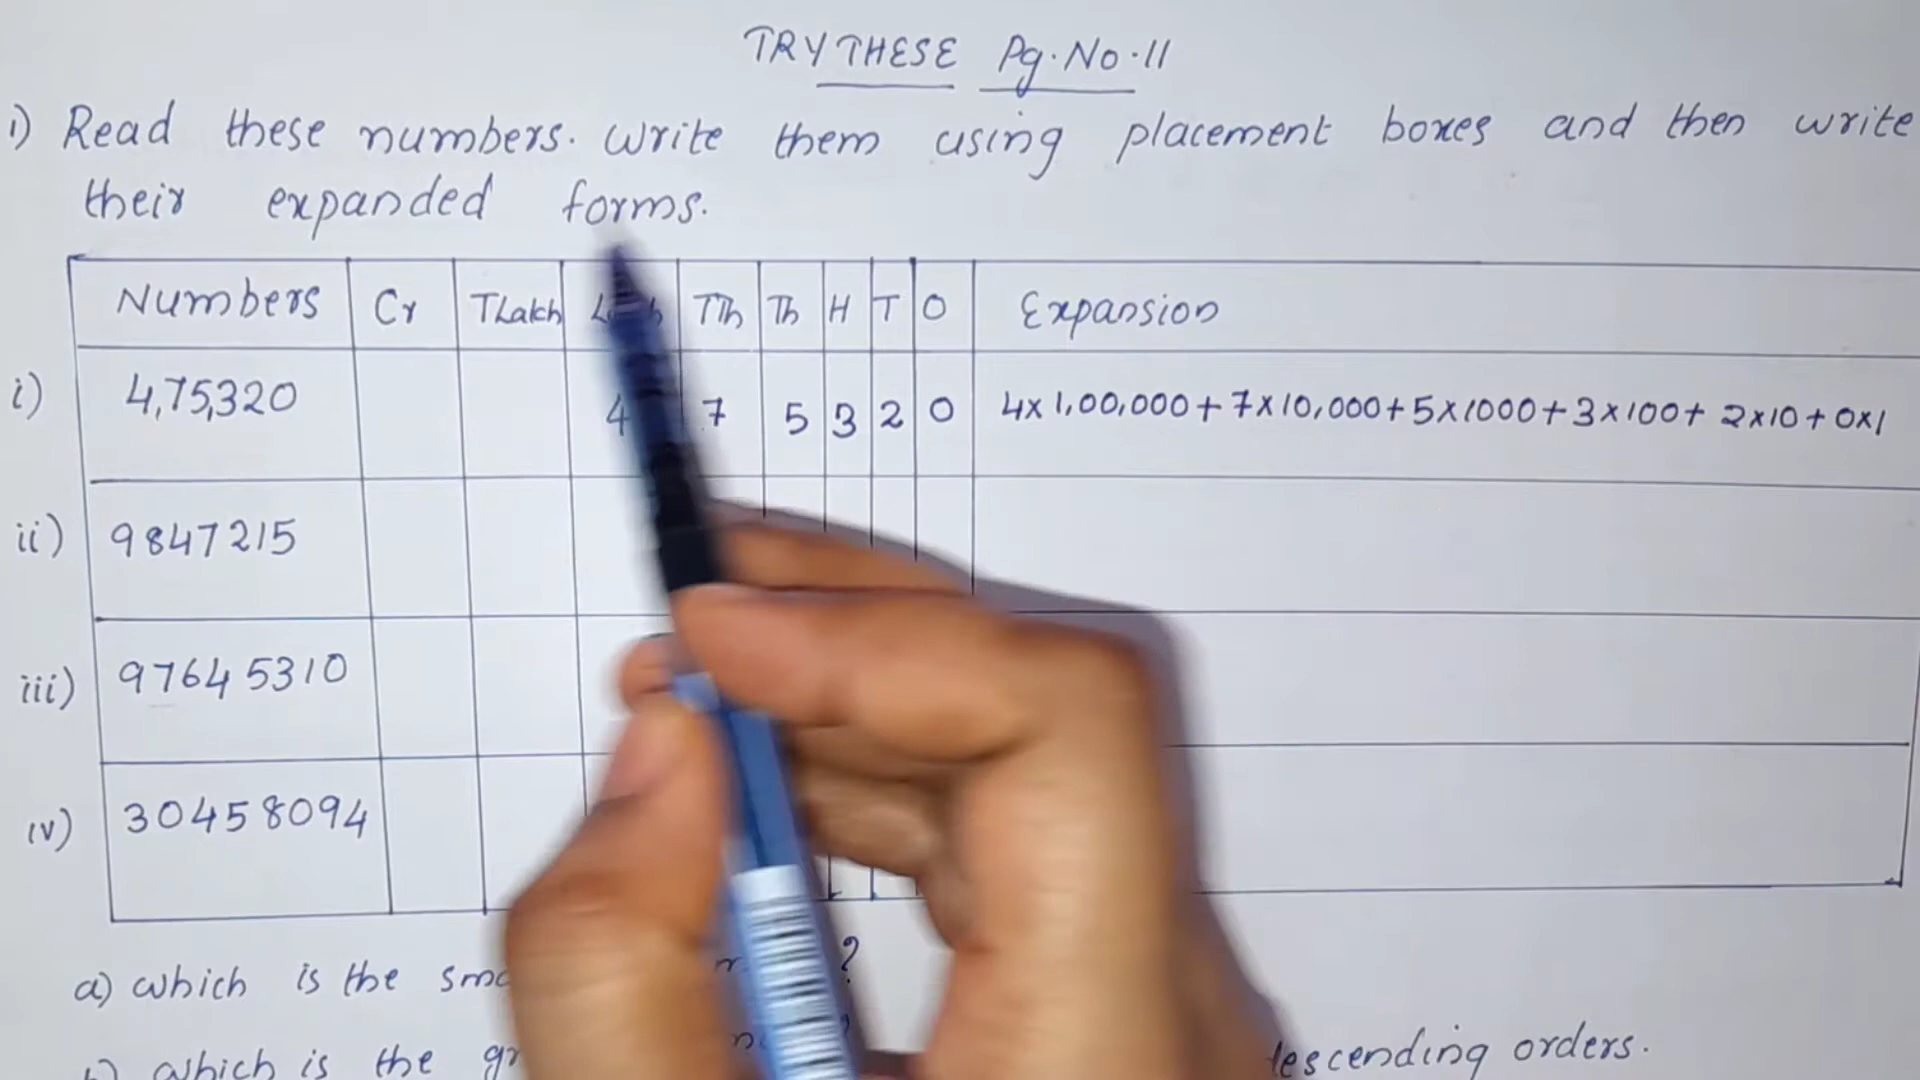 TRY THESE Pg.No.11
1) Read these numbers. Write them using placement boxes and then write
their expanded forms.
Numbers Cr TLakh TTh Th H T O Expansion
i) 4,75,320 4 7 5 3 2 0 4x1,00,000+7x10,000+5x1000+3x100+ 2x10+0x1
ii) 9847215
iii) 97645310
iv) 30458094
a) which is the ?
b) which is the
descending orders.